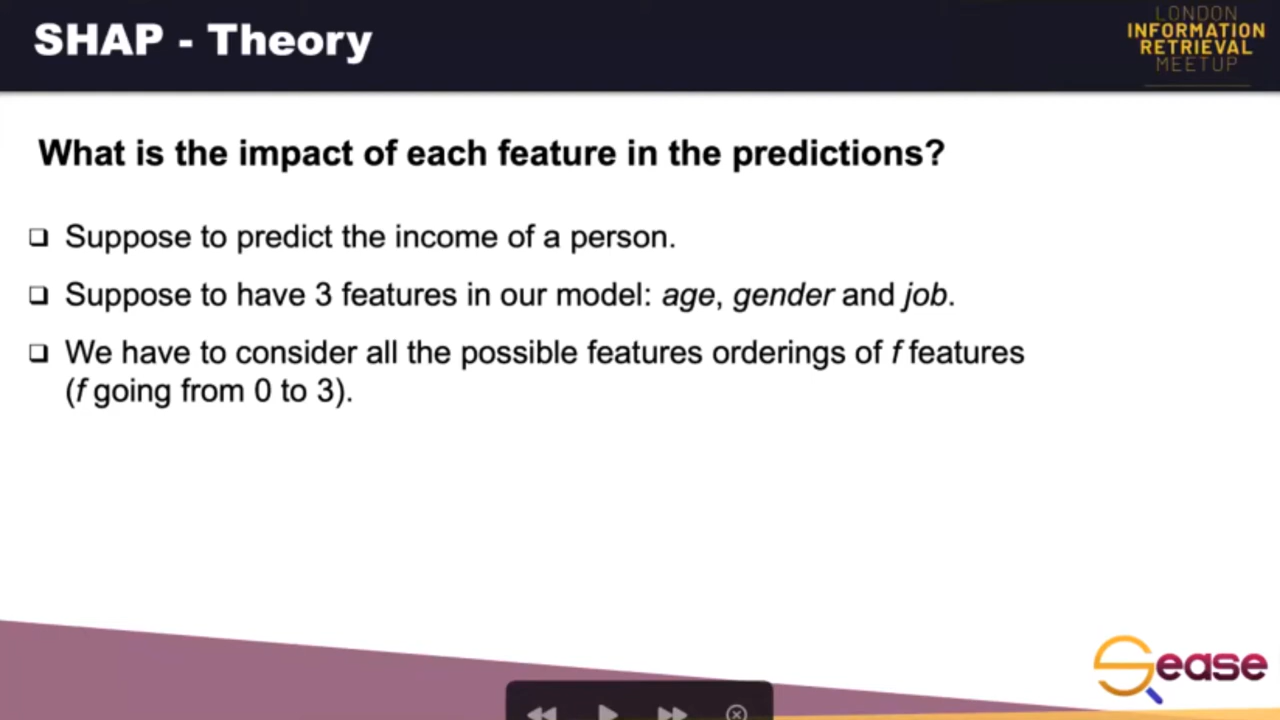 SHAP - Theory
LONDON
INFORMATION
RETRIEVAL
MEETUP
What is the impact of each feature in the predictions?
❑ Suppose to predict the income of a person.
❑ Suppose to have 3 features in our model: age, gender and job.
❑ We have to consider all the possible features orderings of f features
(f going from 0 to 3).
Sease